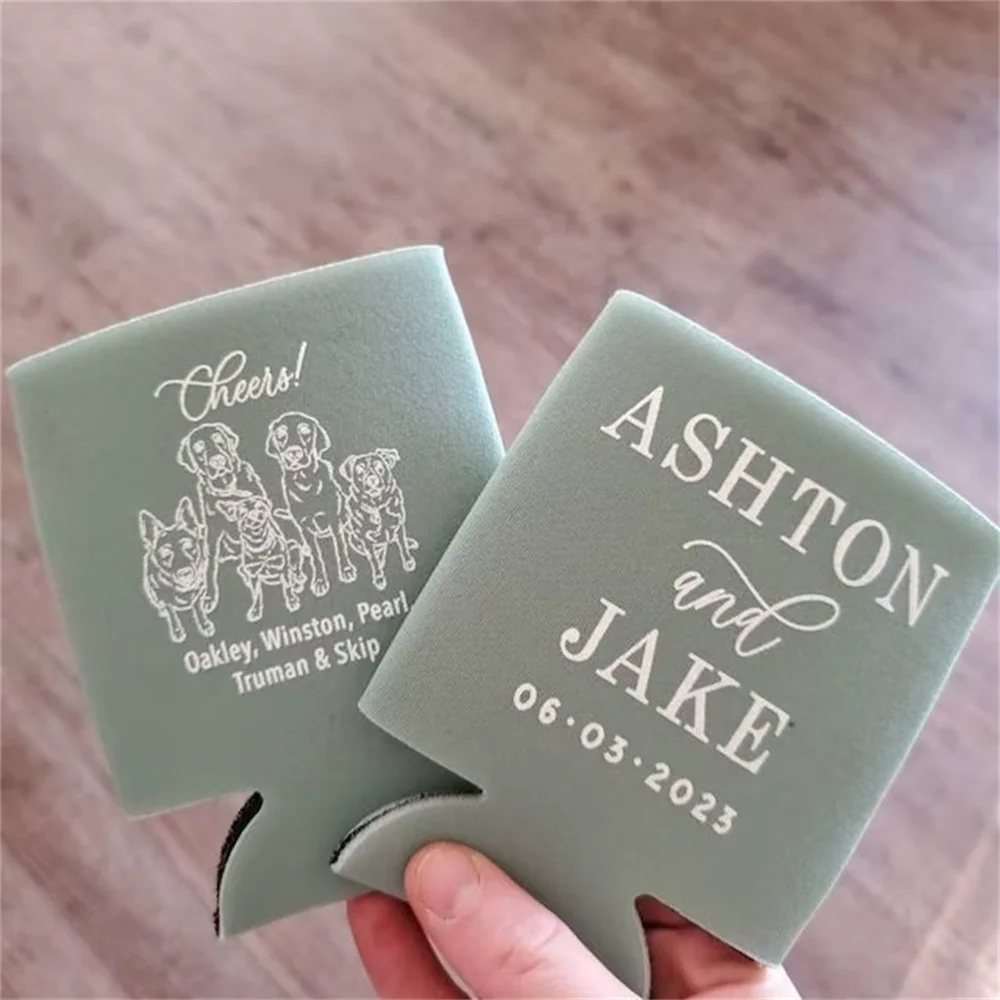 Cheers!
Oakley, Winston, Pearl
Truman & Skip
ASHTON
and
JAKE
06·03·2023